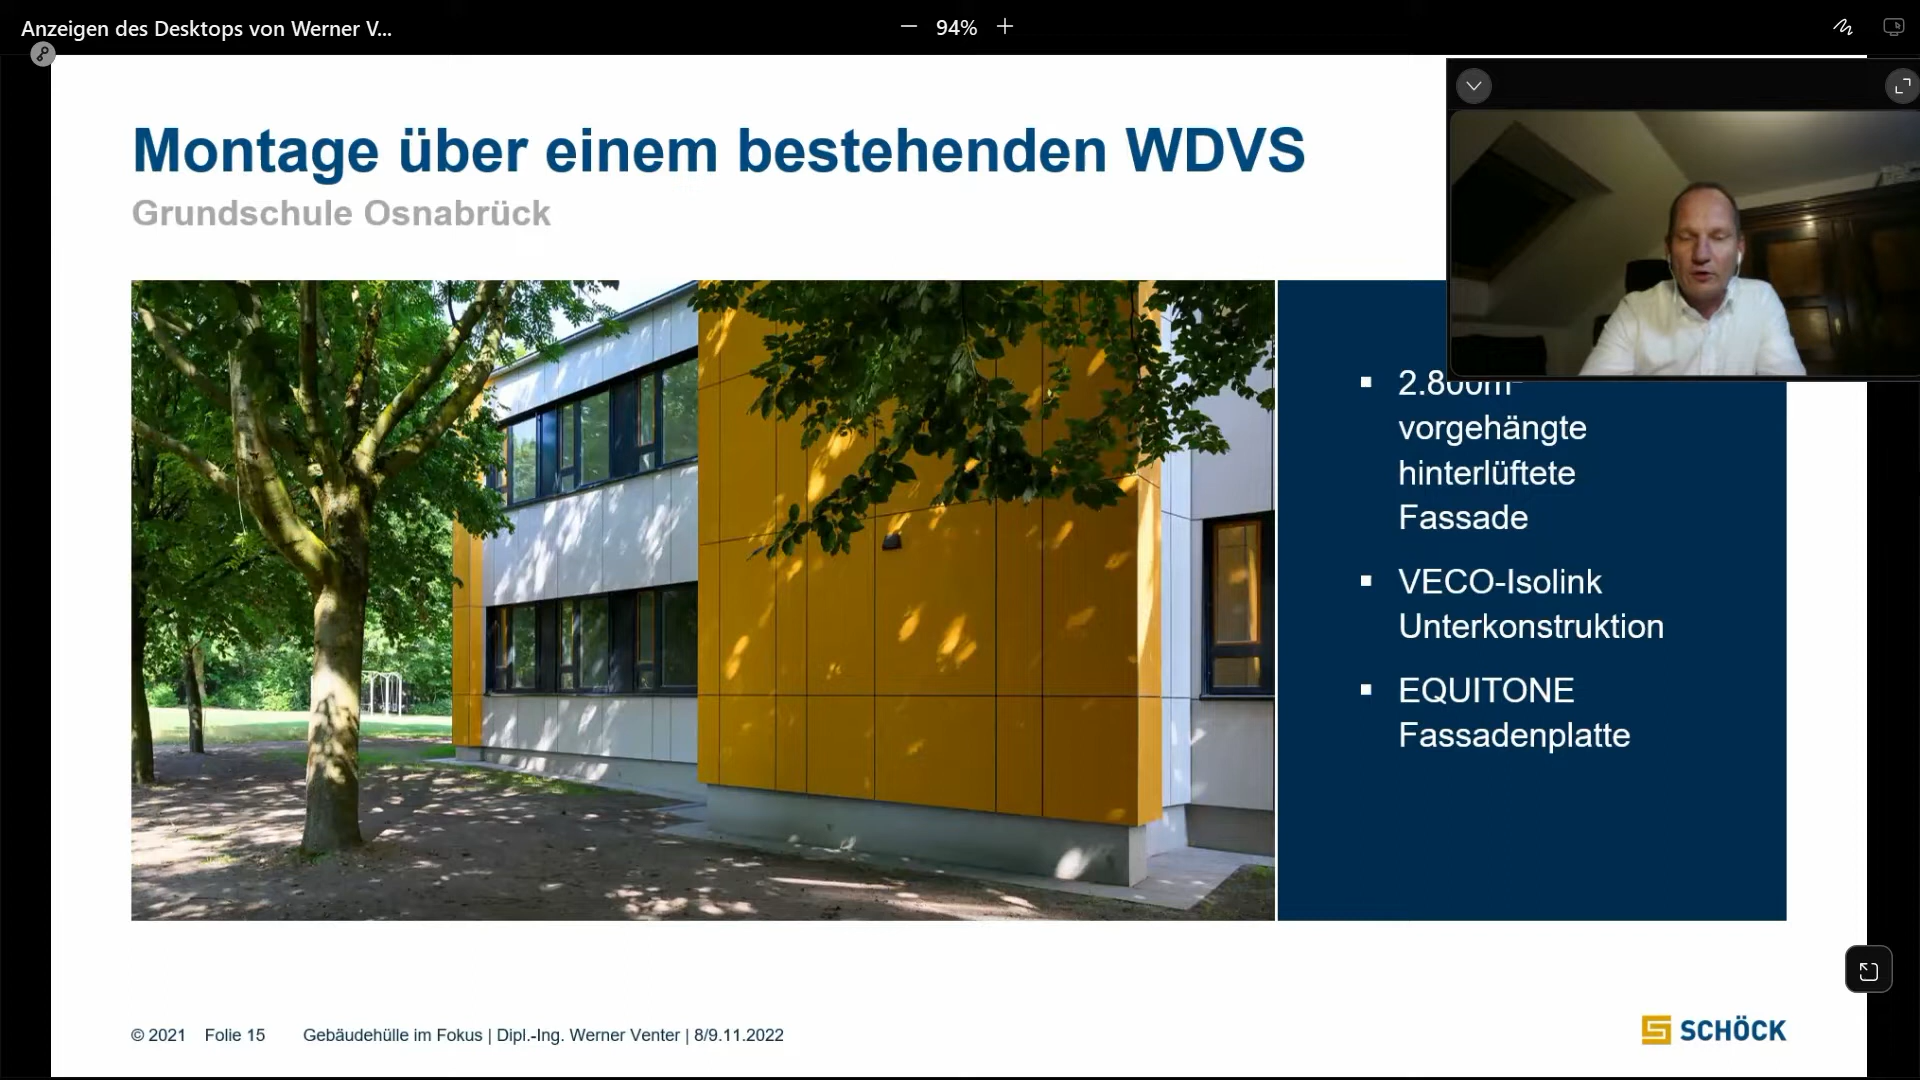 Anzeigen des Desktops von Werner V...
94%
Montage über einem bestehenden WDVS
Grundschule Osnabrück
vorgehängte
hinterlüftete
Fassade
VECO-Isolink
Unterkonstruktion
EQUITONE
Fassadenplatte
© 2021 Folie 15 Gebäudehülle im Fokus | Dipl.-Ing. Werner Venter | 8/9.11.2022
SCHÖCK